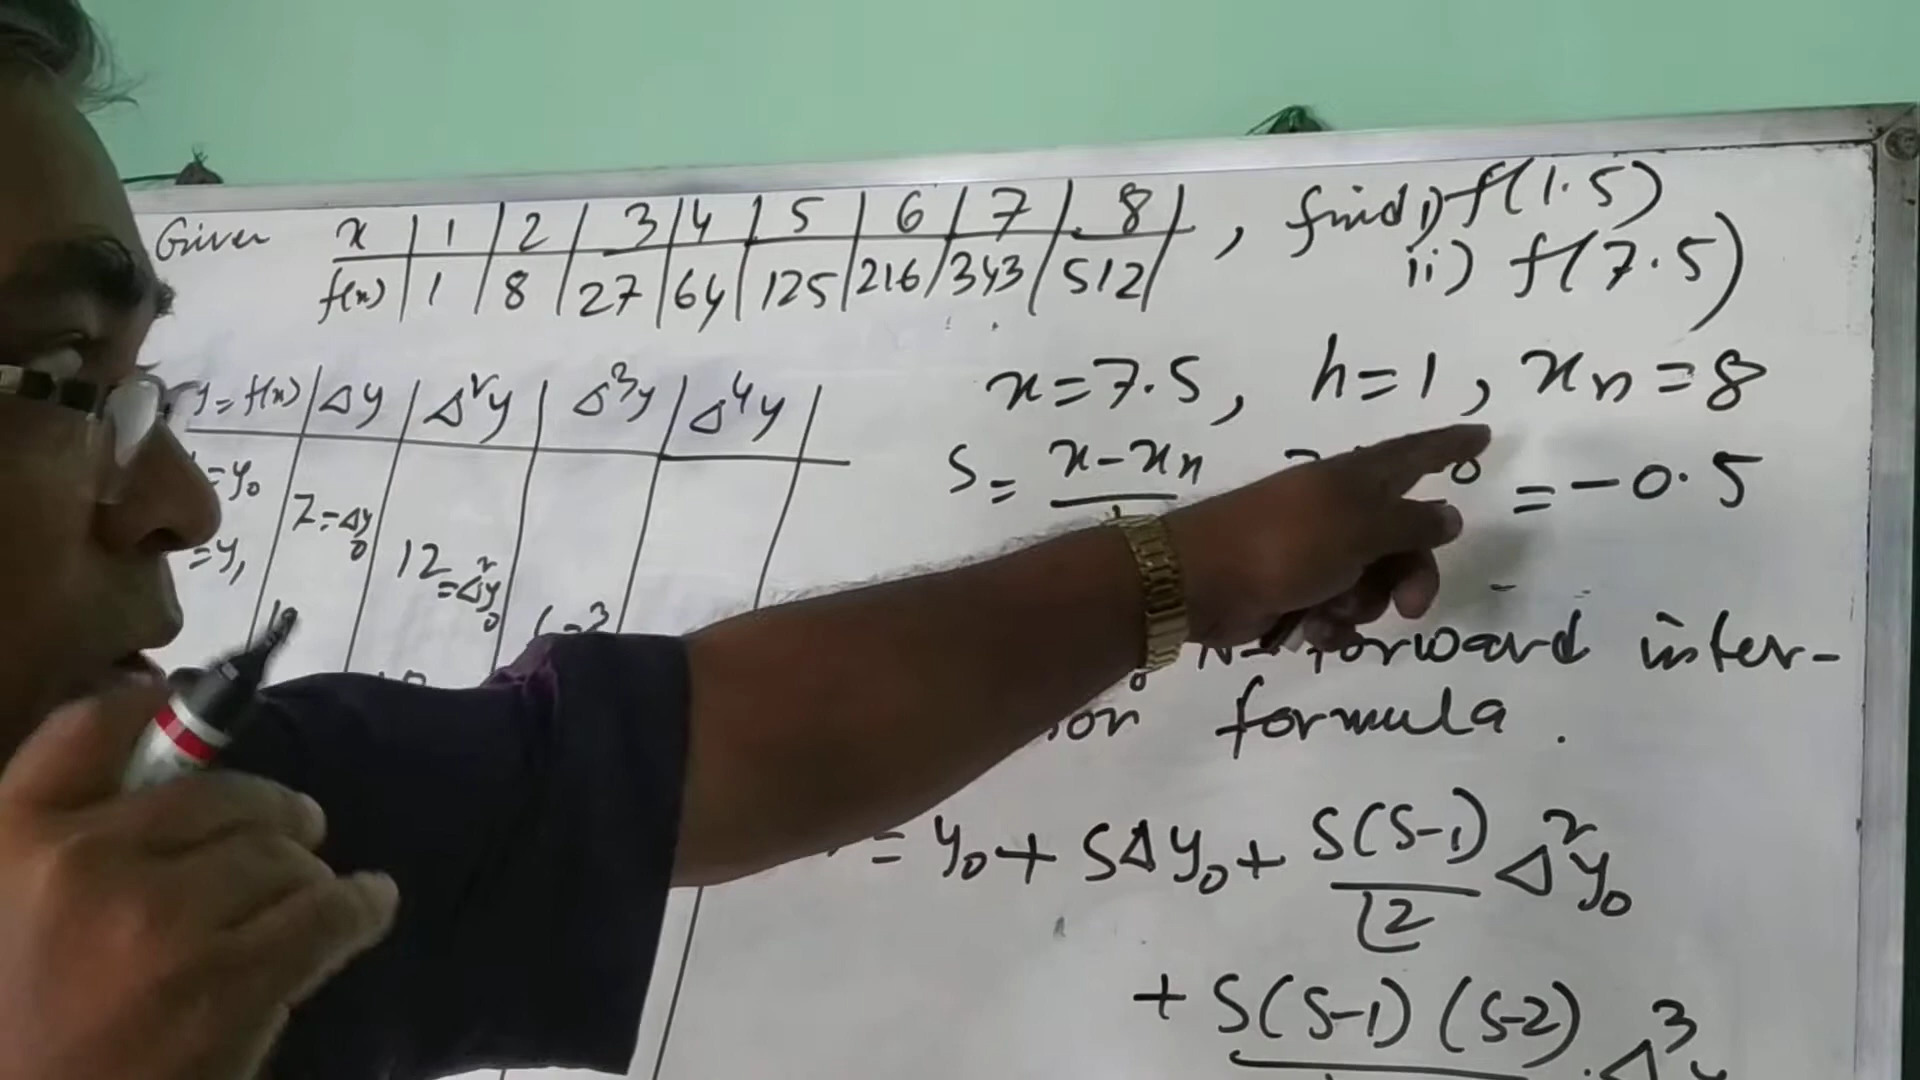 Given x 1 2 3 4 5 6 7 8 , find i) f(1.5)
f(x) 1 8 27 64 125 216 343 512 ii) f(7.5)
y=f(x) Δy Δ²y Δ³y Δ⁴y
=y₀
7=Δy₀
=y₁
12=Δ²y₀
x=7.5, h=1, xₙ=8
S = x-xₙ = -0.5
forward inter-
formula.
= y₀ + SΔy₀ + S(S-1)/⌊2 Δ²y₀
+ S(S-1)(S-2) . Δ³y